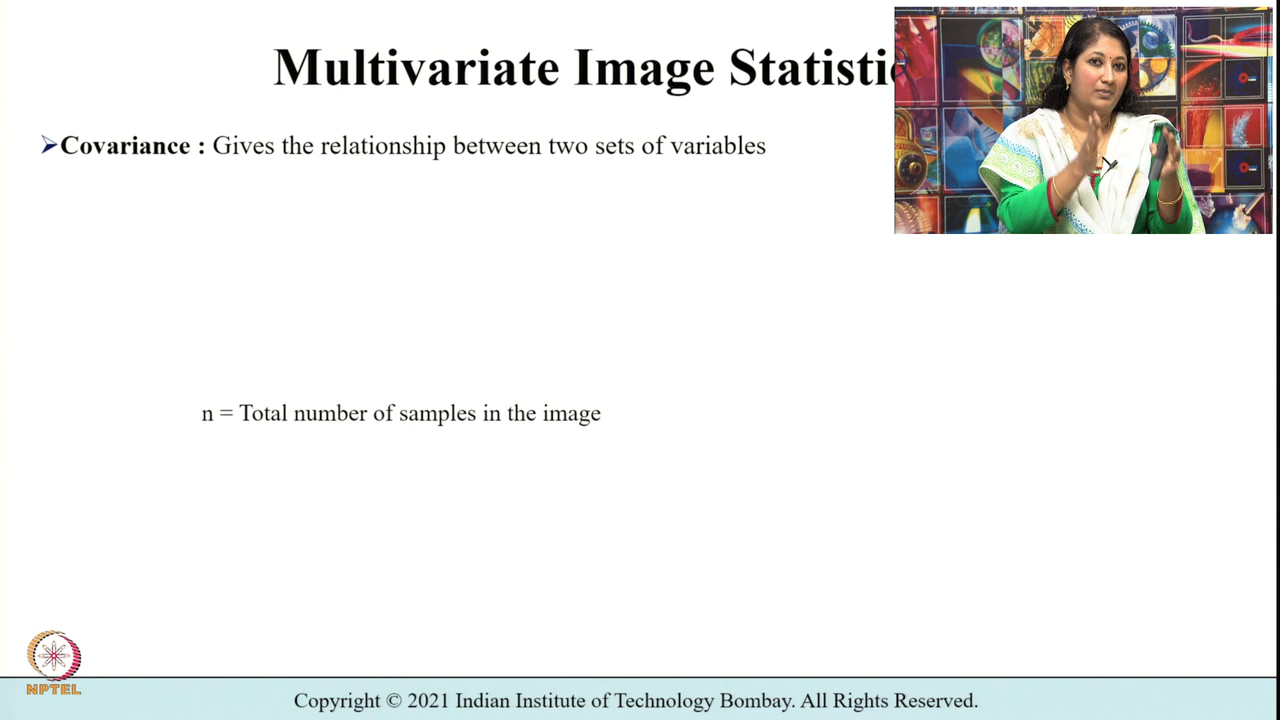 Multivariate Image Statisti
➢Covariance : Gives the relationship between two sets of variables
n = Total number of samples in the image
NPTEL
Copyright © 2021 Indian Institute of Technology Bombay. All Rights Reserved.